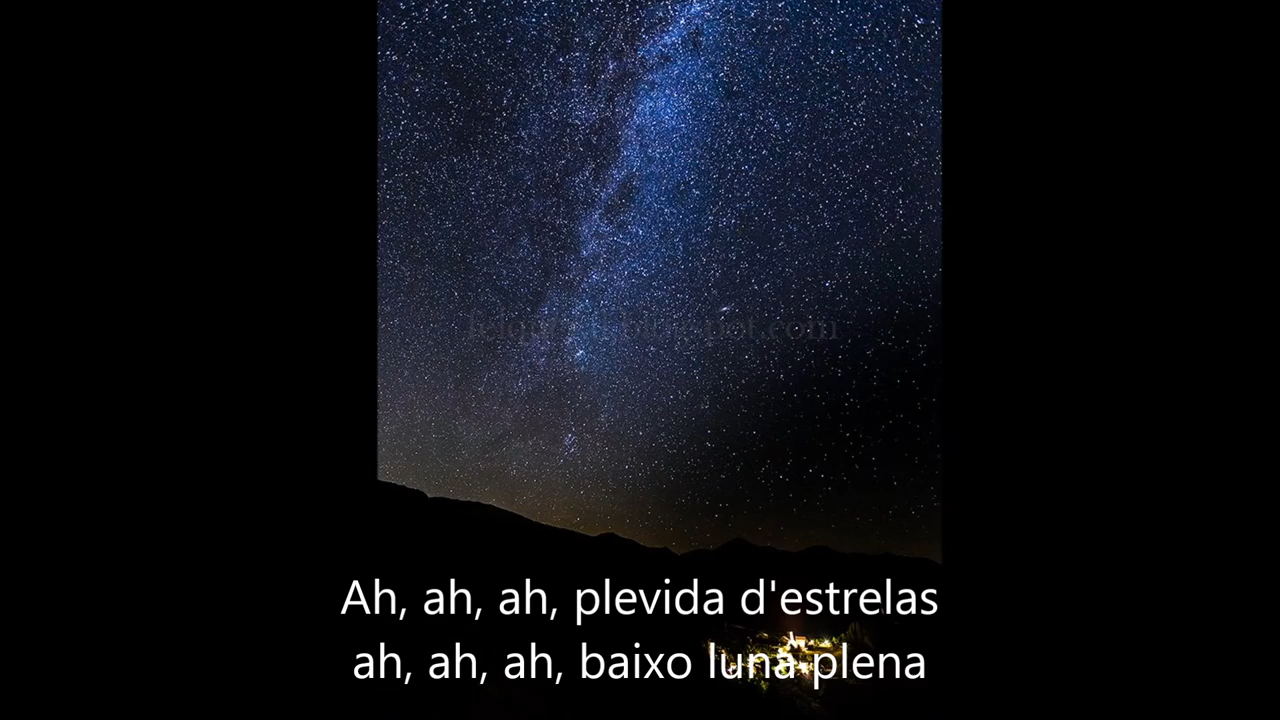 Ah, ah, ah, plevida d'estrelas
ah, ah, ah, baixo luna plena